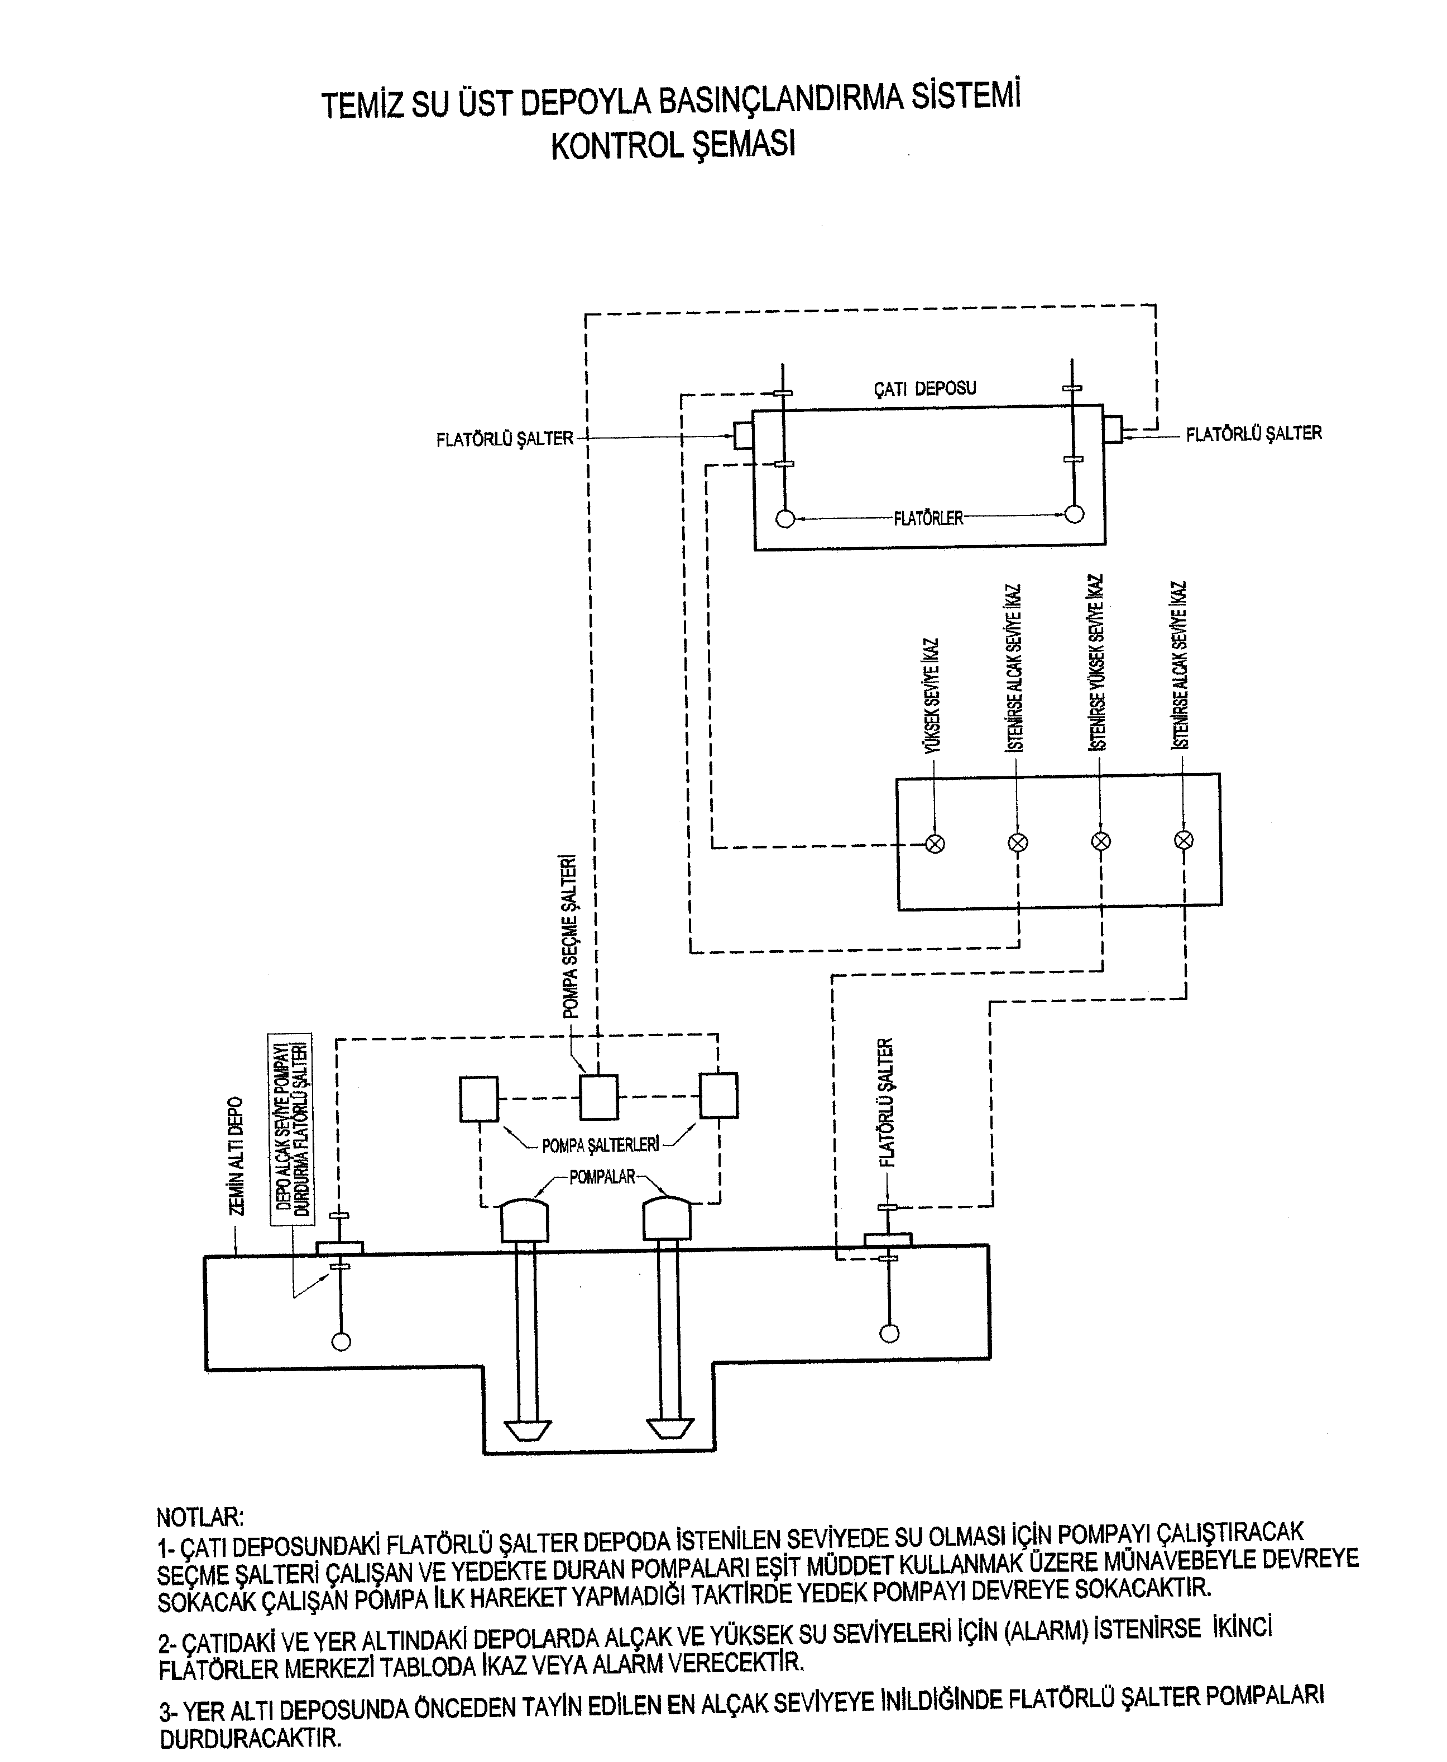 TEMİZ SU ÜST DEPOYLA BASINÇLANDIRMA SİSTEMİ
KONTROL ŞEMASI
ÇATI DEPOSU
FLATÖRLÜ ŞALTER
FLATÖRLÜ ŞALTER
FLATÖRLER
YÜKSEK SEVİYE İKAZ
İSTENİRSE ALCAK SEVİYE İKAZ
İSTENİRSE YÜKSEK SEVİYE İKAZ
İSTENİRSE ALCAK SEVİYE İKAZ
POMPA SEÇME ŞALTERİ
ZEMİN ALTI DEPO
DEPO ALÇAK SEVİYE POMPAYI
DURDURMA FLATÖRLÜ ŞALTERİ
FLATÖRLÜ ŞALTER
POMPA ŞALTERLERİ
POMPALAR
NOTLAR:
1- ÇATI DEPOSUNDAKİ FLATÖRLÜ ŞALTER DEPODA İSTENİLEN SEVİYEDE SU OLMASI İÇİN POMPAYI ÇALIŞTIRACAK
SEÇME ŞALTERİ ÇALIŞAN VE YEDEKTE DURAN POMPALARI EŞİT MÜDDET KULLANMAK ÜZERE MÜNAVEBEYLE DEVREYE
SOKACAK ÇALIŞAN POMPA İLK HAREKET YAPMADIĞI TAKTİRDE YEDEK POMPAYI DEVREYE SOKACAKTIR.
2- ÇATIDAKİ VE YER ALTINDAKİ DEPOLARDA ALÇAK VE YÜKSEK SU SEVİYELERİ İÇİN (ALARM) İSTENİRSE İKİNCİ
FLATÖRLER MERKEZİ TABLODA İKAZ VEYA ALARM VERECEKTİR.
3- YER ALTI DEPOSUNDA ÖNCEDEN TAYİN EDİLEN EN ALÇAK SEVİYEYE İNİLDİĞİNDE FLATÖRLÜ ŞALTER POMPALARI
DURDURACAKTIR.